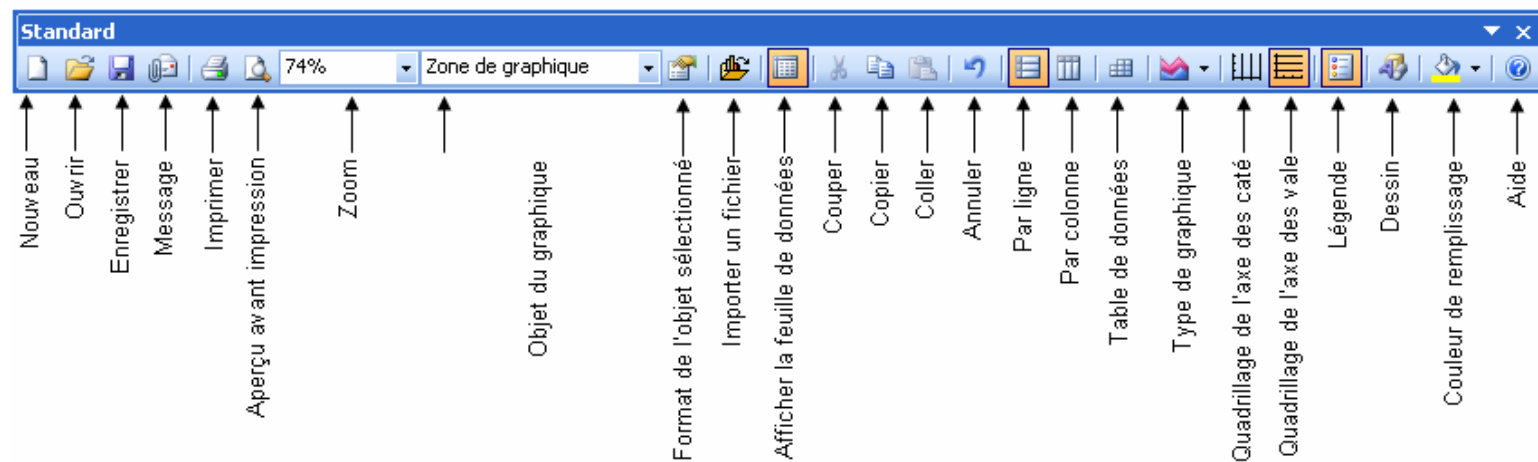 Standard
74%
Zone de graphique
Nouveau
Ouvrir
Enregistrer
Message
Imprimer
Aperçu avant impression
Zoom
Objet du graphique
Format de l'objet sélectionné
Importer un fichier
Afficher la feuille de données
Couper
Copier
Coller
Annuler
Par ligne
Par colonne
Table de données
Type de graphique
Quadrillage de l'axe des caté
Quadrillage de l'axe des vale
Légende
Dessin
Couleur de remplissage
Aide